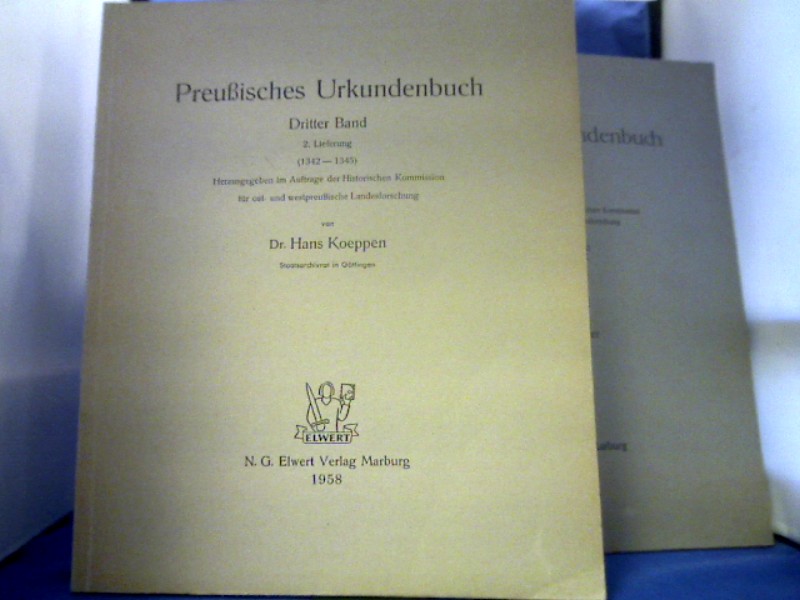 Preußisches Urkundenbuch
Dritter Band
2. Lieferung
(1342—1345)
Herausgegeben im Auftrage der Historischen Kommission
für ost- und westpreußische Landesforschung
von
Dr. Hans Koeppen
Staatsarchivrat in Göttingen
ELWERT
N. G. Elwert Verlag Marburg
1958
ndenbuch